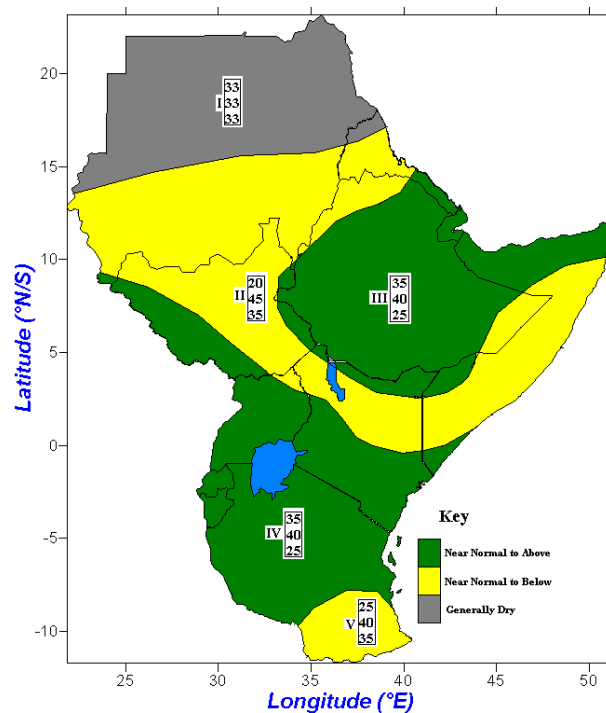 20
15
10
5
0
-5
-10
Latitude (°N/S)
I
33
33
33
II
20
45
35
III
35
40
25
IV
35
40
25
V
25
40
35
Key
Near Normal to Above
Near Normal to Below
Generally Dry
25
30
35
40
45
50
Longitude (°E)